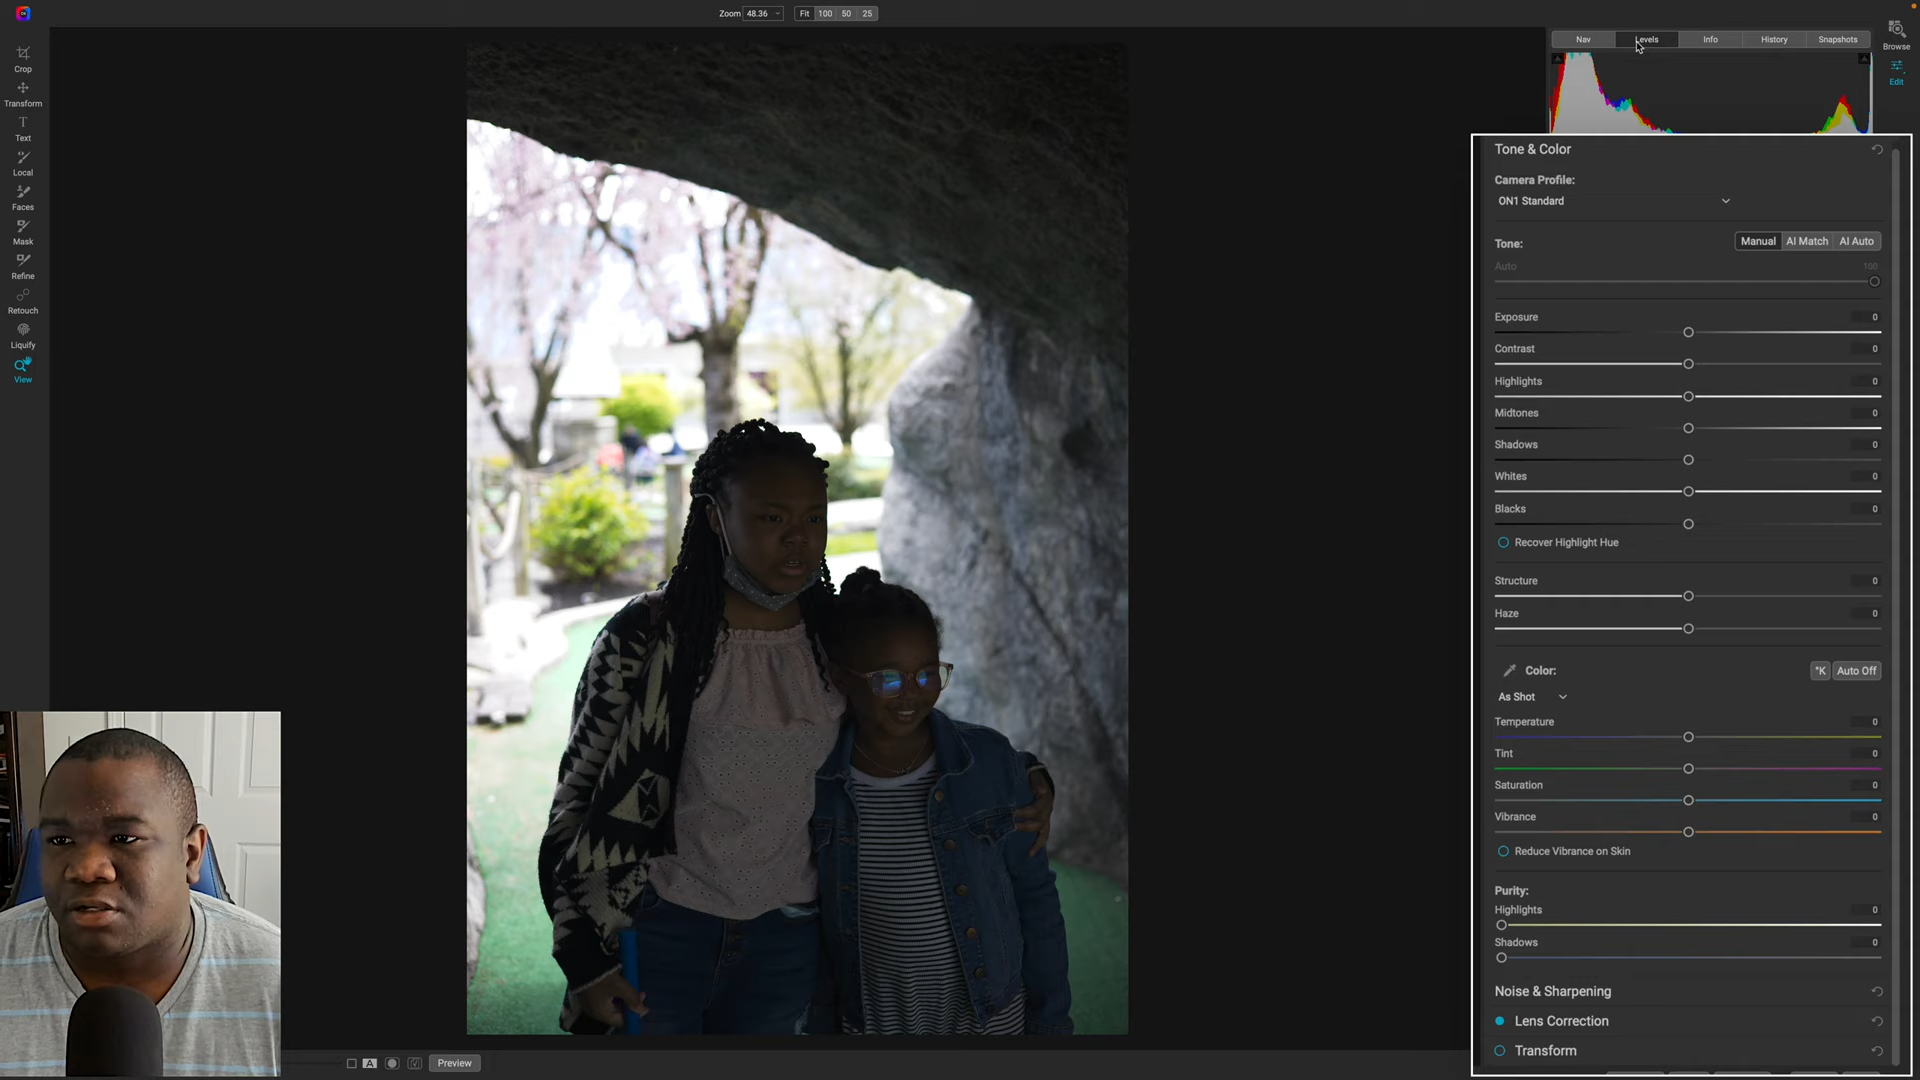 Zoom 48.36 Fit 100 50 25
Nav Levels Info History Snapshots
Browse
Edit
Crop
Transform
Text
Local
Faces
Mask
Refine
Retouch
Liquify
View
Tone & Color
Camera Profile:
ON1 Standard
Tone: Manual AI Match AI Auto
Auto 100
Exposure 0
Contrast 0
Highlights 0
Midtones 0
Shadows 0
Whites 0
Blacks 0
Recover Highlight Hue
Structure 0
Haze 0
Color: °K Auto Off
As Shot
Temperature 0
Tint 0
Saturation 0
Vibrance 0
Reduce Vibrance on Skin
Purity:
Highlights 0
Shadows 0
Noise & Sharpening
Lens Correction
Transform
A Preview